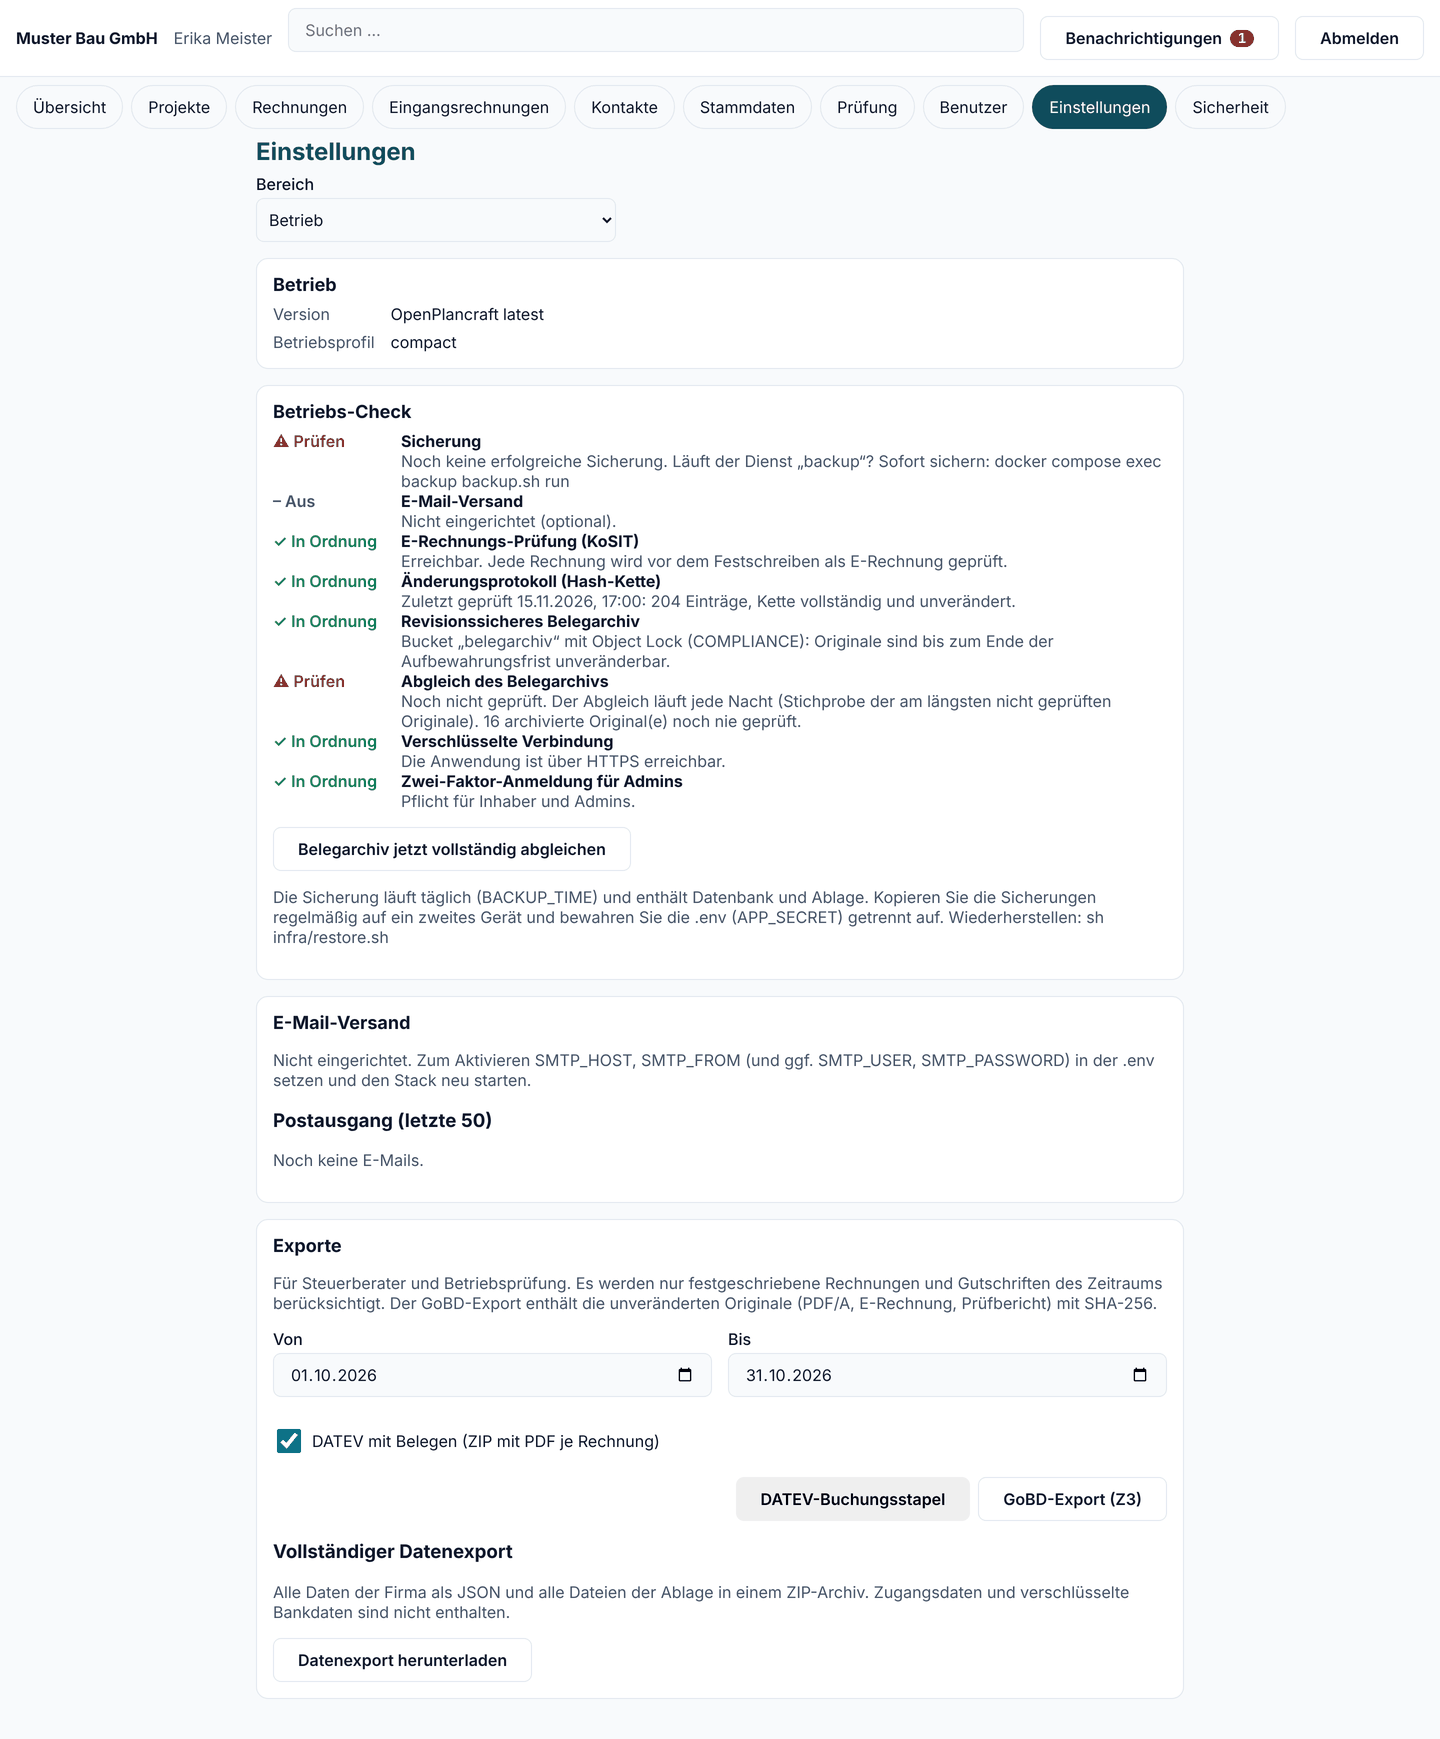 Muster Bau GmbH Erika Meister Suchen ... Benachrichtigungen 1 Abmelden
Übersicht Projekte Rechnungen Eingangsrechnungen Kontakte Stammdaten Prüfung Benutzer Einstellungen Sicherheit
Einstellungen
Bereich
Betrieb
Betrieb
Version OpenPlancraft latest
Betriebsprofil compact
Betriebs-Check
⚠ Prüfen Sicherung
Noch keine erfolgreiche Sicherung. Läuft der Dienst „backup“? Sofort sichern: docker compose exec
backup backup.sh run
– Aus E-Mail-Versand
Nicht eingerichtet (optional).
✓ In Ordnung E-Rechnungs-Prüfung (KoSIT)
Erreichbar. Jede Rechnung wird vor dem Festschreiben als E-Rechnung geprüft.
✓ In Ordnung Änderungsprotokoll (Hash-Kette)
Zuletzt geprüft 15.11.2026, 17:00: 204 Einträge, Kette vollständig und unverändert.
✓ In Ordnung Revisionssicheres Belegarchiv
Bucket „belegarchiv“ mit Object Lock (COMPLIANCE): Originale sind bis zum Ende der
Aufbewahrungsfrist unveränderbar.
⚠ Prüfen Abgleich des Belegarchivs
Noch nicht geprüft. Der Abgleich läuft jede Nacht (Stichprobe der am längsten nicht geprüften
Originale). 16 archivierte Original(e) noch nie geprüft.
✓ In Ordnung Verschlüsselte Verbindung
Die Anwendung ist über HTTPS erreichbar.
✓ In Ordnung Zwei-Faktor-Anmeldung für Admins
Pflicht für Inhaber und Admins.
Belegarchiv jetzt vollständig abgleichen
Die Sicherung läuft täglich (BACKUP_TIME) und enthält Datenbank und Ablage. Kopieren Sie die Sicherungen
regelmäßig auf ein zweites Gerät und bewahren Sie die .env (APP_SECRET) getrennt auf. Wiederherstellen: sh
infra/restore.sh
E-Mail-Versand
Nicht eingerichtet. Zum Aktivieren SMTP_HOST, SMTP_FROM (und ggf. SMTP_USER, SMTP_PASSWORD) in der .env
setzen und den Stack neu starten.
Postausgang (letzte 50)
Noch keine E-Mails.
Exporte
Für Steuerberater und Betriebsprüfung. Es werden nur festgeschriebene Rechnungen und Gutschriften des Zeitraums
berücksichtigt. Der GoBD-Export enthält die unveränderten Originale (PDF/A, E-Rechnung, Prüfbericht) mit SHA-256.
Von Bis
01.10.2026 31.10.2026
DATEV mit Belegen (ZIP mit PDF je Rechnung)
DATEV-Buchungsstapel GoBD-Export (Z3)
Vollständiger Datenexport
Alle Daten der Firma als JSON und alle Dateien der Ablage in einem ZIP-Archiv. Zugangsdaten und verschlüsselte
Bankdaten sind nicht enthalten.
Datenexport herunterladen